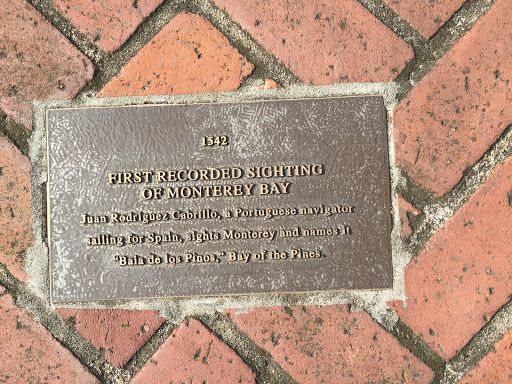 1542
FIRST RECORDED SIGHTING
OF MONTEREY BAY
Juan Rodriguez Cabrillo, a Portuguese navigator
sailing for Spain, sights Monterey and names it
"Baia de los Pinos," Bay of the Pines.